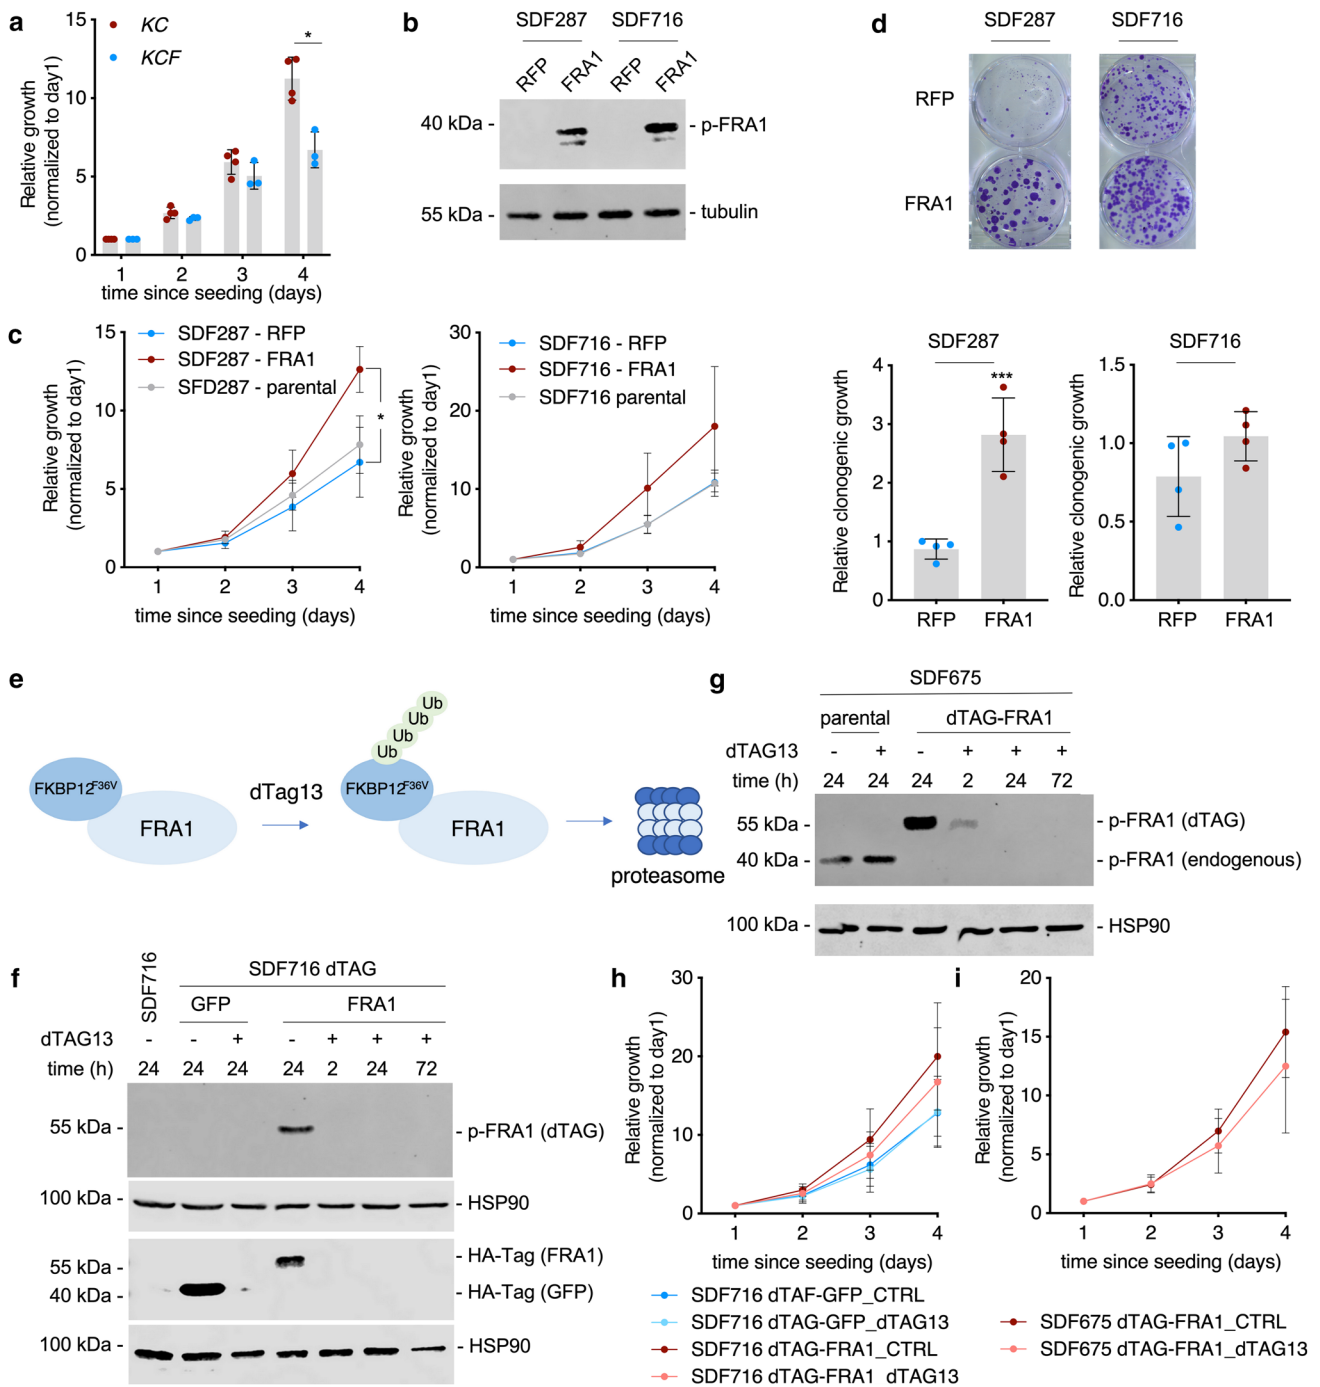 a
15
10
5
0
Relative growth
(normalized to day1)
KC
KCF
*
1 2 3 4
time since seeding (days)
b
SDF287 SDF716
RFP FRA1 RFP FRA1
40 kDa - - p-FRA1
55 kDa - - tubulin
d
SDF287 SDF716
RFP
FRA1
c
15
10
5
0
Relative growth
(normalized to day1)
SDF287 - RFP
SDF287 - FRA1
SFD287 - parental
*
1 2 3 4
time since seeding (days)
30
20
10
0
Relative growth
(normalized to day1)
SDF716 - RFP
SDF716 - FRA1
SDF716 parental
1 2 3 4
time since seeding (days)
SDF287
4
3
2
1
0
Relative clonogenic growth
***
RFP FRA1
SDF716
1.5
1.0
0.5
0.0
Relative clonogenic growth
RFP FRA1
e
FKBP12F36V
FRA1
dTag13
Ub
Ub
Ub
Ub
FKBP12F36V
FRA1
proteasome
g
SDF675
parental dTAG-FRA1
dTAG13 - + - + + +
time (h) 24 24 24 2 24 72
55 kDa - - p-FRA1 (dTAG)
40 kDa - - p-FRA1 (endogenous)
100 kDa - - HSP90
f
SDF716
SDF716 dTAG
GFP FRA1
dTAG13 - - + - + + +
time (h) 24 24 24 24 2 24 72
55 kDa - - p-FRA1 (dTAG)
100 kDa - - HSP90
55 kDa - - HA-Tag (FRA1)
40 kDa - - HA-Tag (GFP)
100 kDa - - HSP90
h
30
20
10
0
Relative growth
(normalized to day1)
1 2 3 4
time since seeding (days)
SDF716 dTAF-GFP_CTRL
SDF716 dTAG-GFP_dTAG13
SDF716 dTAG-FRA1_CTRL
SDF716 dTAG-FRA1_dTAG13
i
20
15
10
5
0
Relative growth
(normalized to day1)
1 2 3 4
time since seeding (days)
SDF675 dTAG-FRA1_CTRL
SDF675 dTAG-FRA1_dTAG13